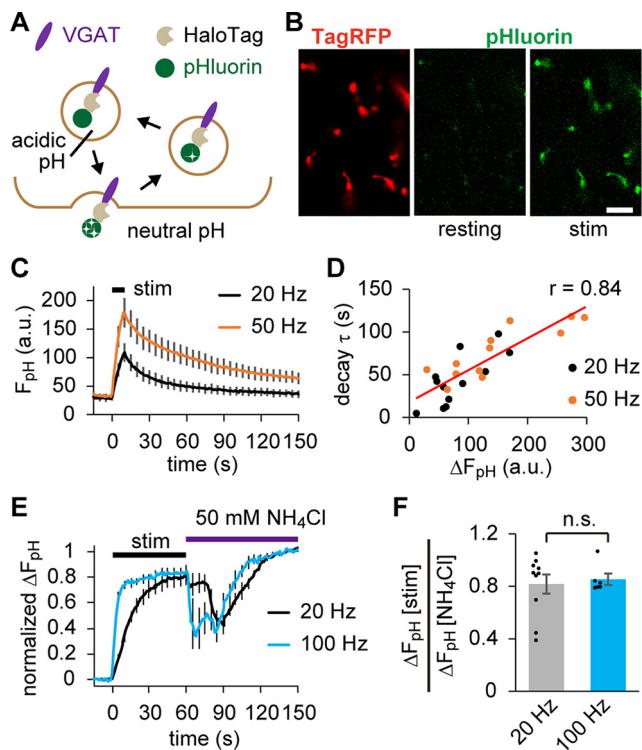 A
VGAT
HaloTag
pHluorin
acidic
pH
neutral pH
B
TagRFP
pHluorin
resting
stim
C
stim
20 Hz
50 Hz
F_pH (a.u.)
200
150
100
50
0
0 30 60 90 120 150
time (s)
D
r = 0.84
decay τ (s)
150
100
50
0
20 Hz
50 Hz
0 100 200 300
ΔF_pH (a.u.)
E
stim
50 mM NH₄Cl
normalized ΔF_pH
1
0.8
0.6
0.4
0.2
0
20 Hz
100 Hz
0 30 60 90 120 150
time (s)
F
n.s.
ΔF_pH [stim]
ΔF_pH [NH₄Cl]
1.2
0.8
0.4
0
20 Hz
100 Hz